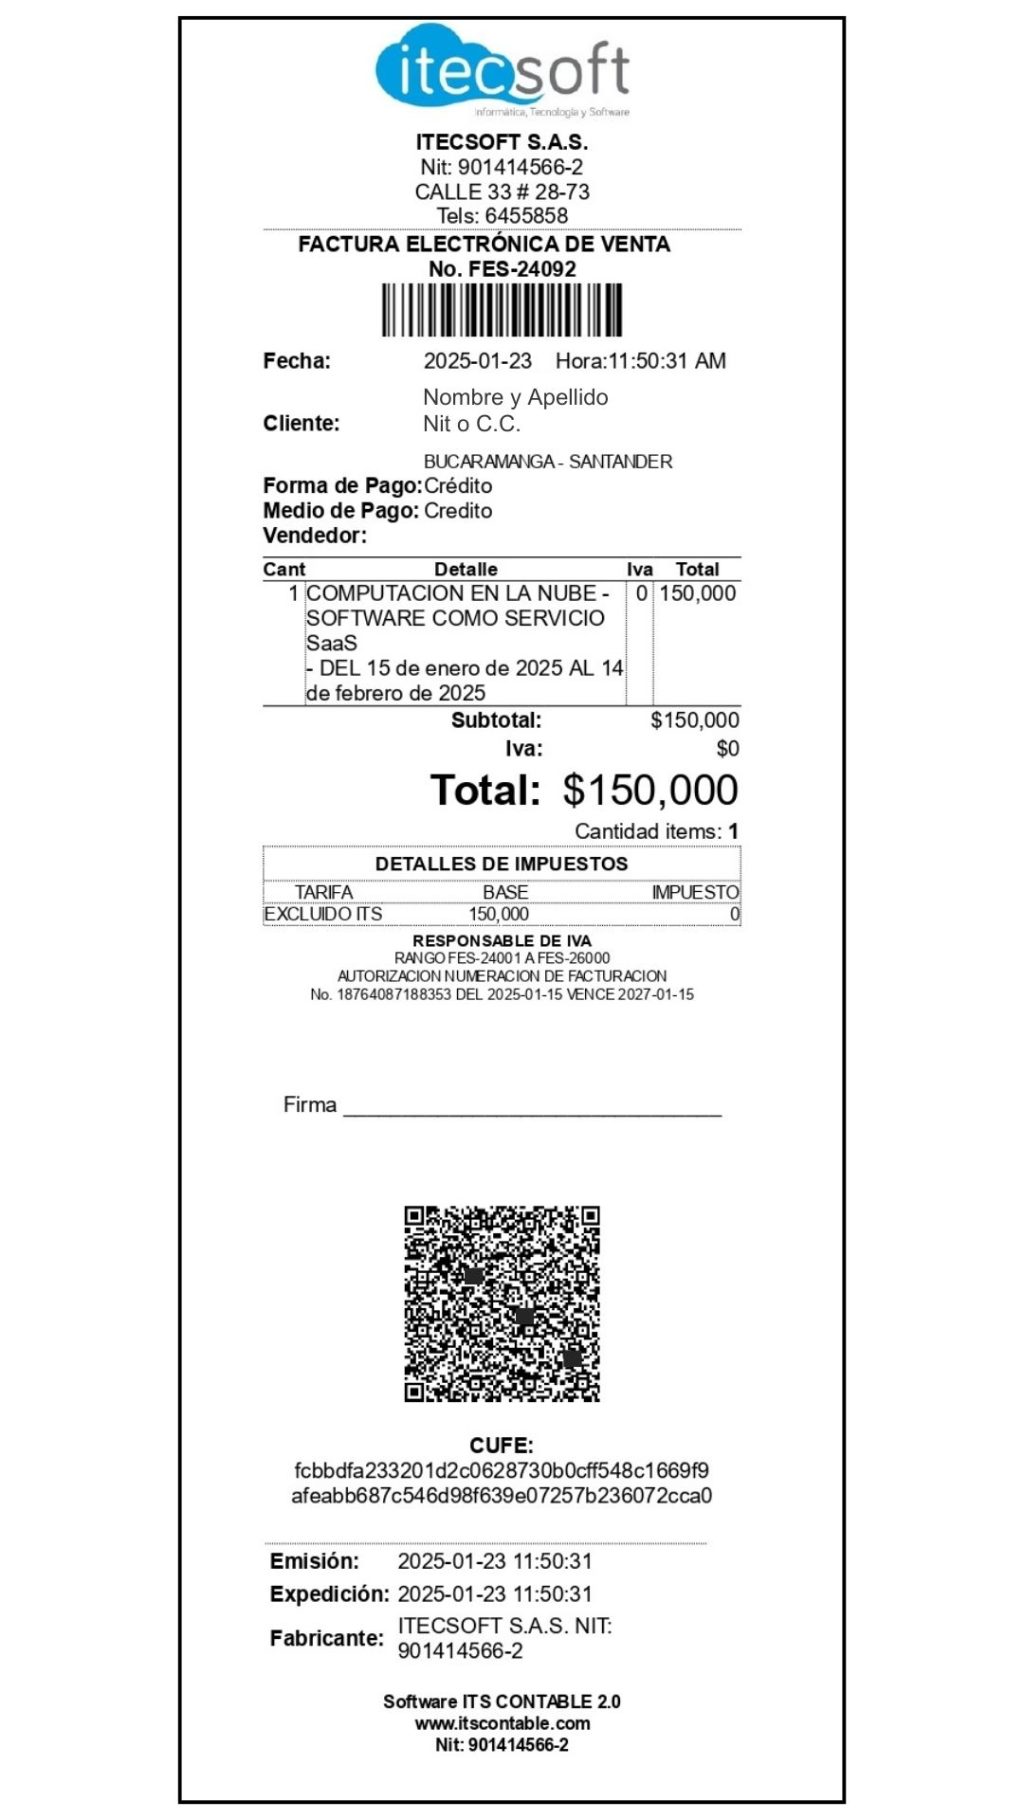 itecsoft
Informática, Tecnología y Software
ITECSOFT S.A.S.
Nit: 901414566-2
CALLE 33 # 28-73
Tels: 6455858
FACTURA ELECTRÓNICA DE VENTA
No. FES-24092
Fecha: 2025-01-23 Hora:11:50:31 AM
Nombre y Apellido
Cliente: Nit o C.C.
BUCARAMANGA - SANTANDER
Forma de Pago: Crédito
Medio de Pago: Credito
Vendedor:
Cant Detalle Iva Total
1 COMPUTACION EN LA NUBE - 0 150,000
SOFTWARE COMO SERVICIO
SaaS
- DEL 15 de enero de 2025 AL 14
de febrero de 2025
Subtotal: $150,000
Iva: $0
Total: $150,000
Cantidad items: 1
DETALLES DE IMPUESTOS
TARIFA BASE IMPUESTO
EXCLUIDO ITS 150,000 0
RESPONSABLE DE IVA
RANGO FES-24001 A FES-26000
AUTORIZACION NUMERACION DE FACTURACION
No. 18764087188353 DEL 2025-01-15 VENCE 2027-01-15
Firma
CUFE:
fcbbdfa233201d2c0628730b0cff548c1669f9
afeabb687c546d98f639e07257b236072cca0
Emisión: 2025-01-23 11:50:31
Expedición: 2025-01-23 11:50:31
Fabricante: ITECSOFT S.A.S. NIT:
901414566-2
Software ITS CONTABLE 2.0
www.itscontable.com
Nit: 901414566-2